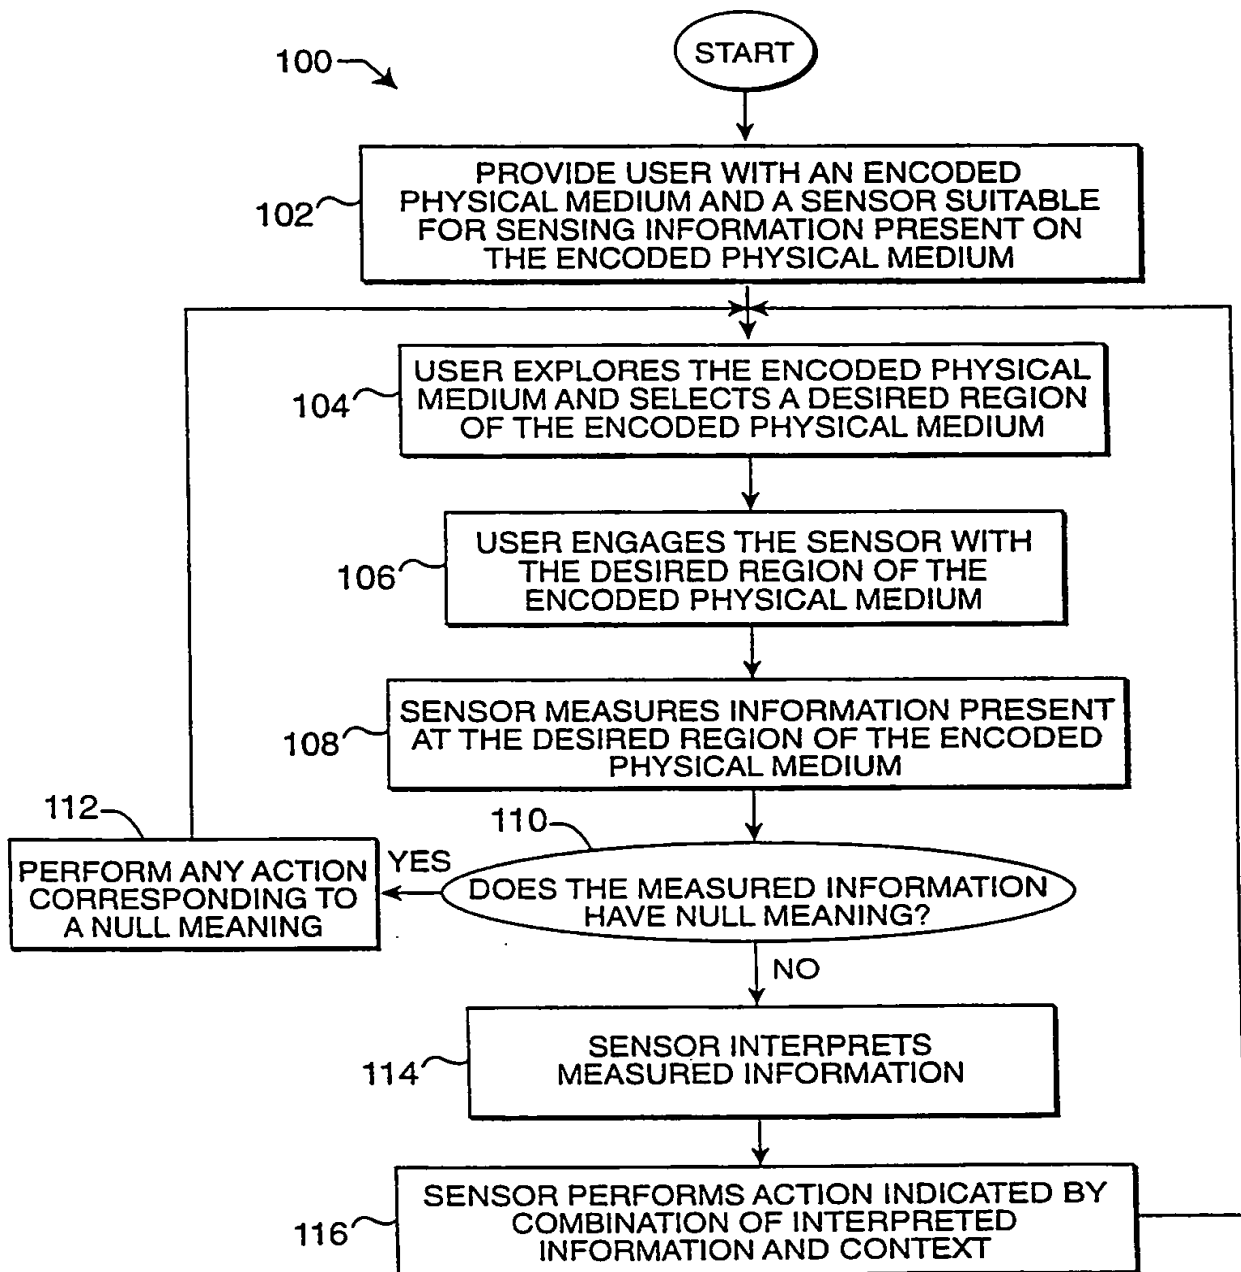 START
100
PROVIDE USER WITH AN ENCODED
PHYSICAL MEDIUM AND A SENSOR SUITABLE
FOR SENSING INFORMATION PRESENT ON
THE ENCODED PHYSICAL MEDIUM
102
USER EXPLORES THE ENCODED PHYSICAL
MEDIUM AND SELECTS A DESIRED REGION
OF THE ENCODED PHYSICAL MEDIUM
104
USER ENGAGES THE SENSOR WITH
THE DESIRED REGION OF THE
ENCODED PHYSICAL MEDIUM
106
SENSOR MEASURES INFORMATION PRESENT
AT THE DESIRED REGION OF THE ENCODED
PHYSICAL MEDIUM
108
110
DOES THE MEASURED INFORMATION
HAVE NULL MEANING?
YES
112
PERFORM ANY ACTION
CORRESPONDING TO
A NULL MEANING
NO
SENSOR INTERPRETS
MEASURED INFORMATION
114
SENSOR PERFORMS ACTION INDICATED BY
COMBINATION OF INTERPRETED
INFORMATION AND CONTEXT
116